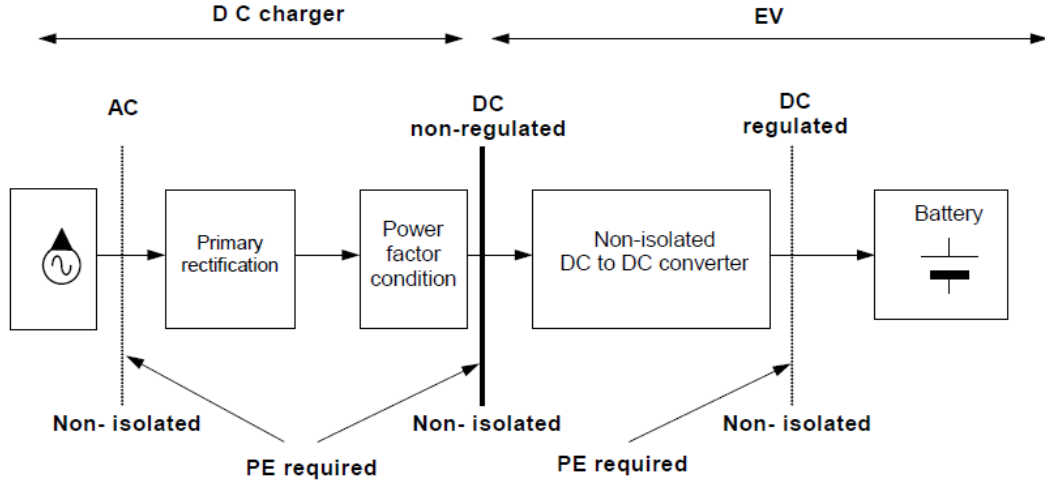 D C charger
EV
AC
DC
non-regulated
DC
regulated
Primary
rectification
Power
factor
condition
Non-isolated
DC to DC converter
Battery
Non- isolated
Non- isolated
Non- isolated
PE required
PE required